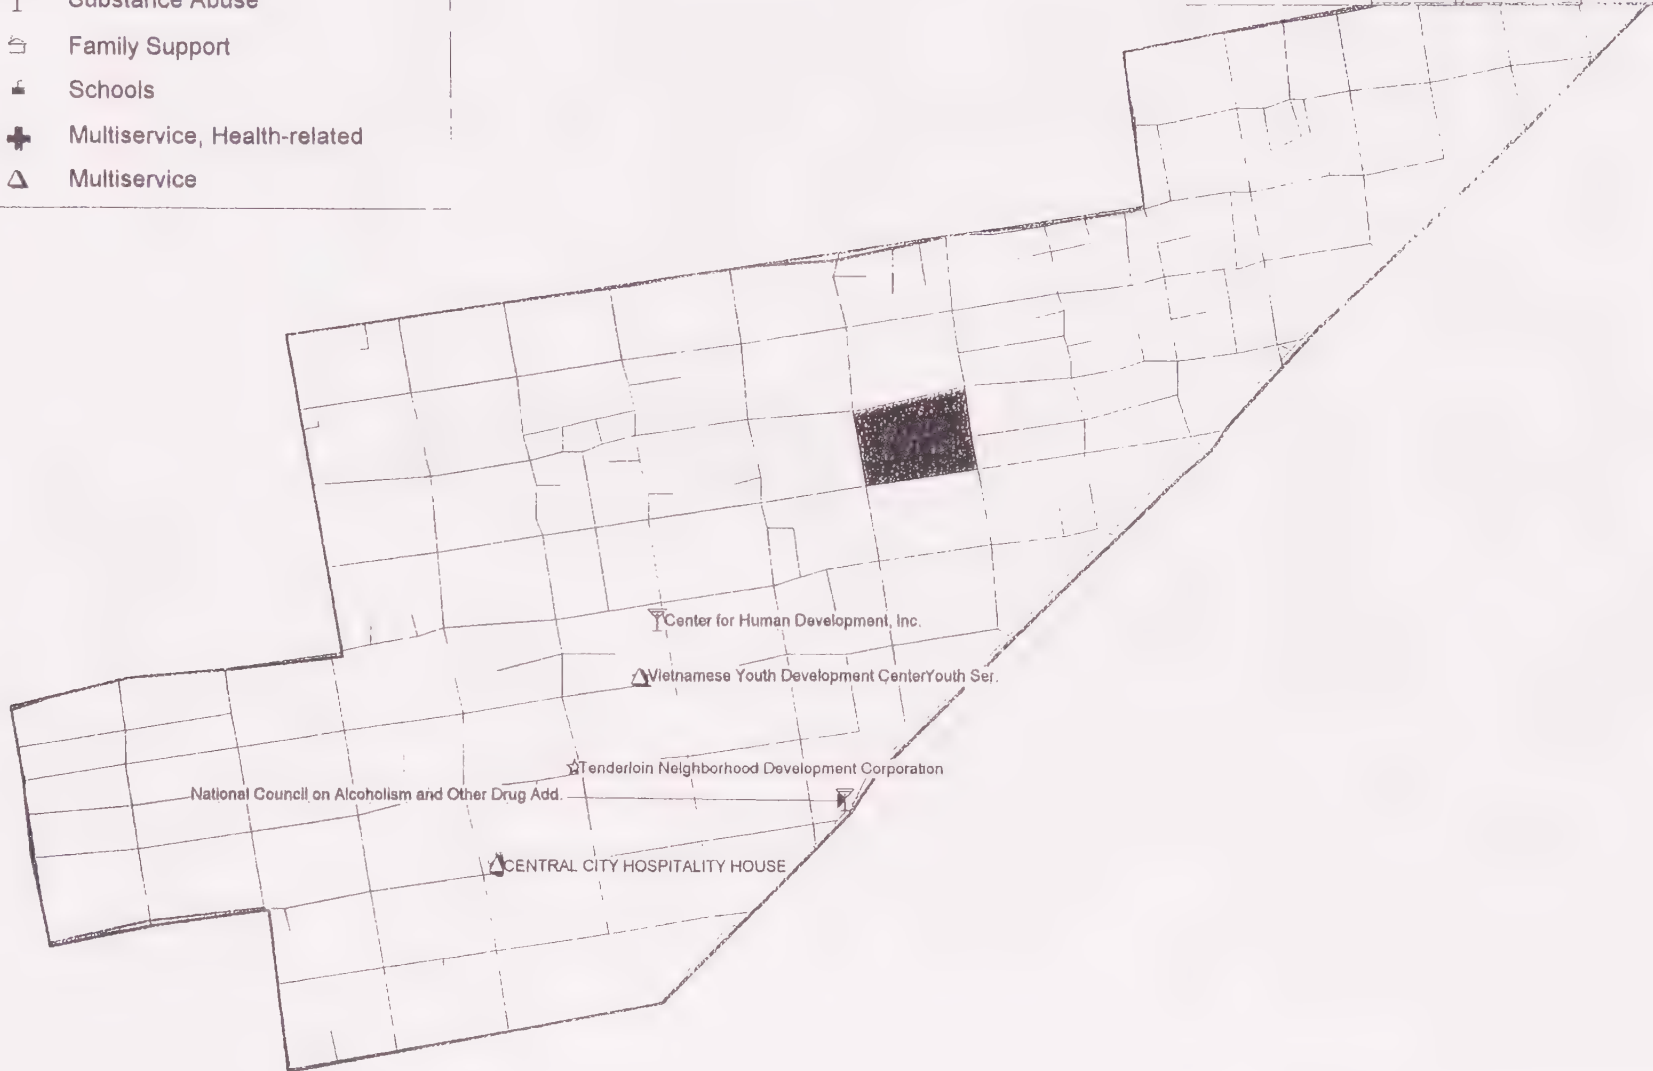 Substance Abuse
Family Support
Schools
Multiservice, Health-related
Multiservice
Center for Human Development, Inc.
Vietnamese Youth Development CenterYouth Ser.
Tenderloin Neighborhood Development Corporation
National Council on Alcoholism and Other Drug Add.
CENTRAL CITY HOSPITALITY HOUSE